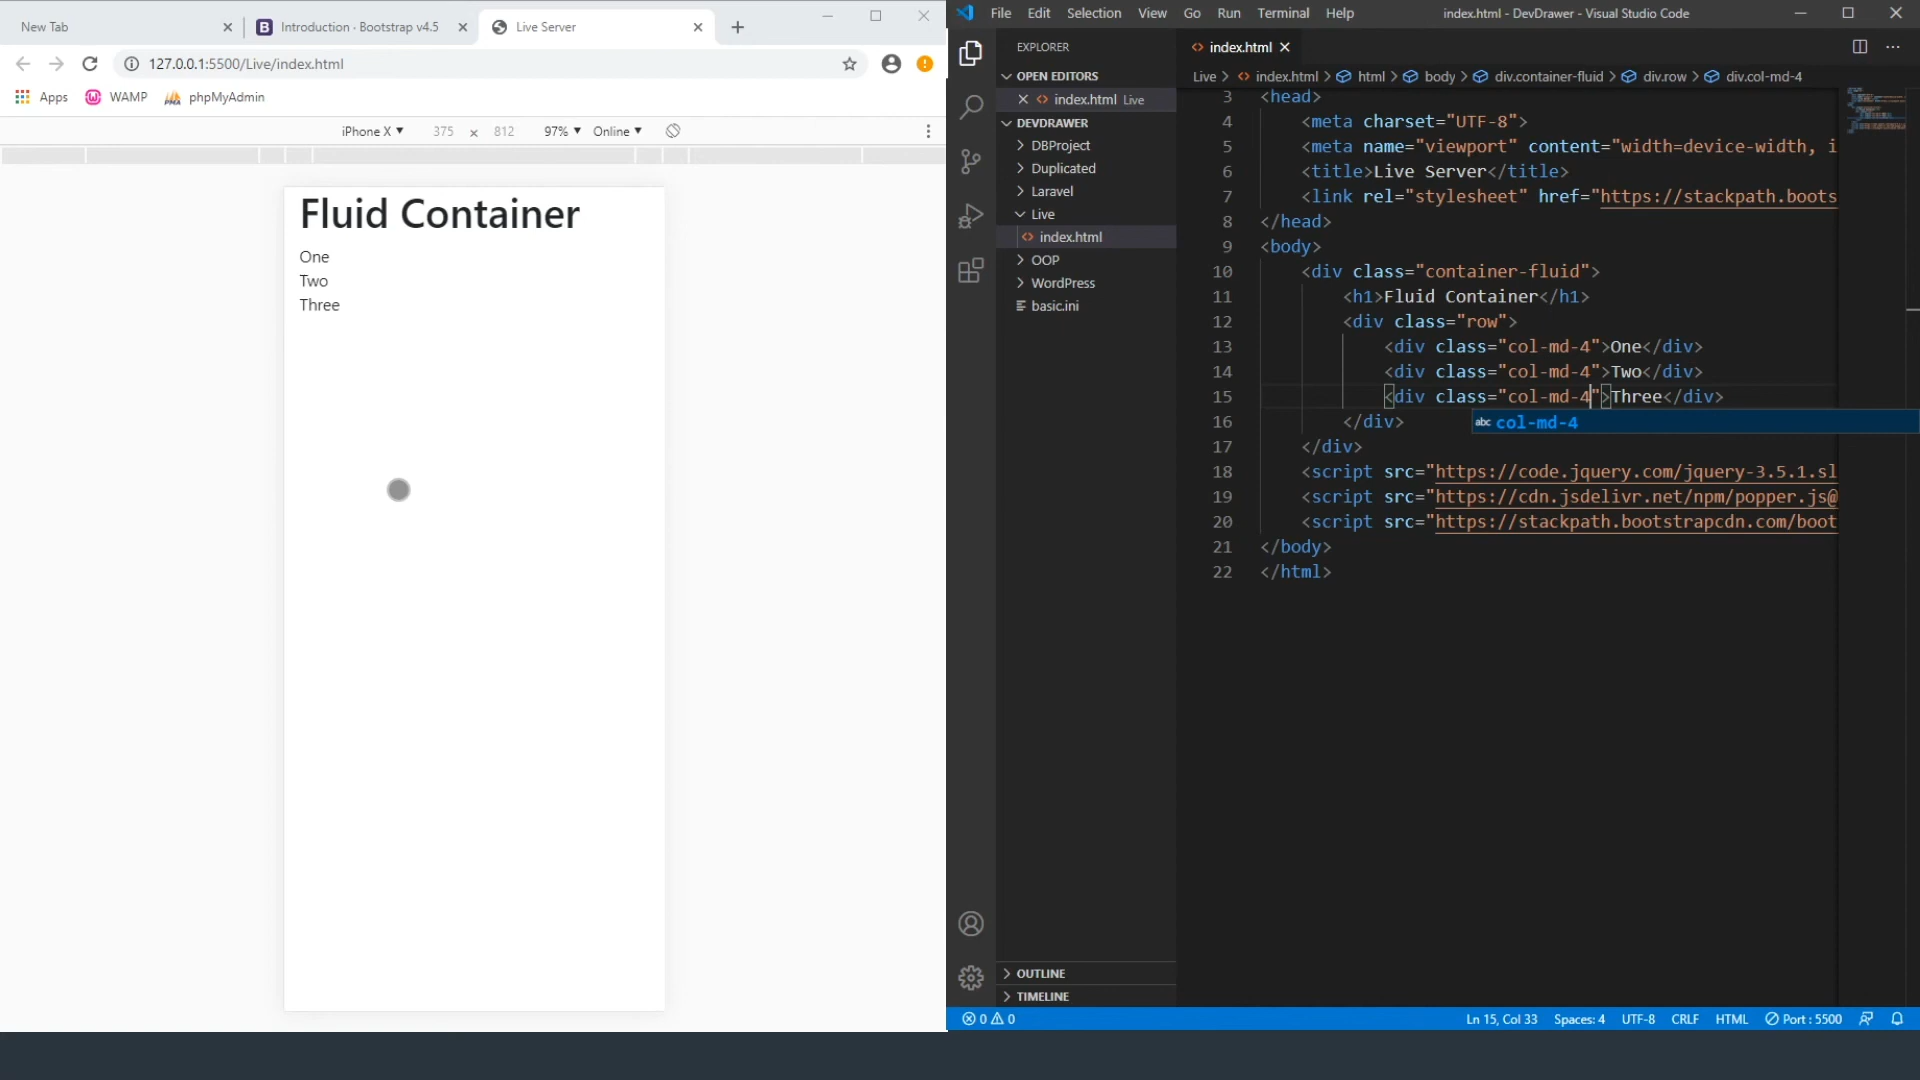 New Tab
Introduction · Bootstrap v4.5
Live Server
127.0.0.1:5500/Live/index.html
Apps
WAMP
phpMyAdmin
iPhone X
375 x 812
97%
Online
Fluid Container
One
Two
Three
File Edit Selection View Go Run Terminal Help
index.html - DevDrawer - Visual Studio Code
EXPLORER
OPEN EDITORS
index.html Live
DEVDRAWER
DBProject
Duplicated
Laravel
Live
index.html
OOP
WordPress
basic.ini
OUTLINE
TIMELINE
index.html
Live > index.html > html > body > div.container-fluid > div.row > div.col-md-4
3 <head>
4 <meta charset="UTF-8">
5 <meta name="viewport" content="width=device-width, i
6 <title>Live Server</title>
7 <link rel="stylesheet" href="https://stackpath.boots
8 </head>
9 <body>
10 <div class="container-fluid">
11 <h1>Fluid Container</h1>
12 <div class="row">
13 <div class="col-md-4">One</div>
14 <div class="col-md-4">Two</div>
15 <div class="col-md-4">Three</div>
16 </div>
abc col-md-4
17 </div>
18 <script src="https://code.jquery.com/jquery-3.5.1.sl
19 <script src="https://cdn.jsdelivr.net/npm/popper.js@
20 <script src="https://stackpath.bootstrapcdn.com/boot
21 </body>
22 </html>
0 0
Ln 15, Col 33 Spaces: 4 UTF-8 CRLF HTML Port : 5500